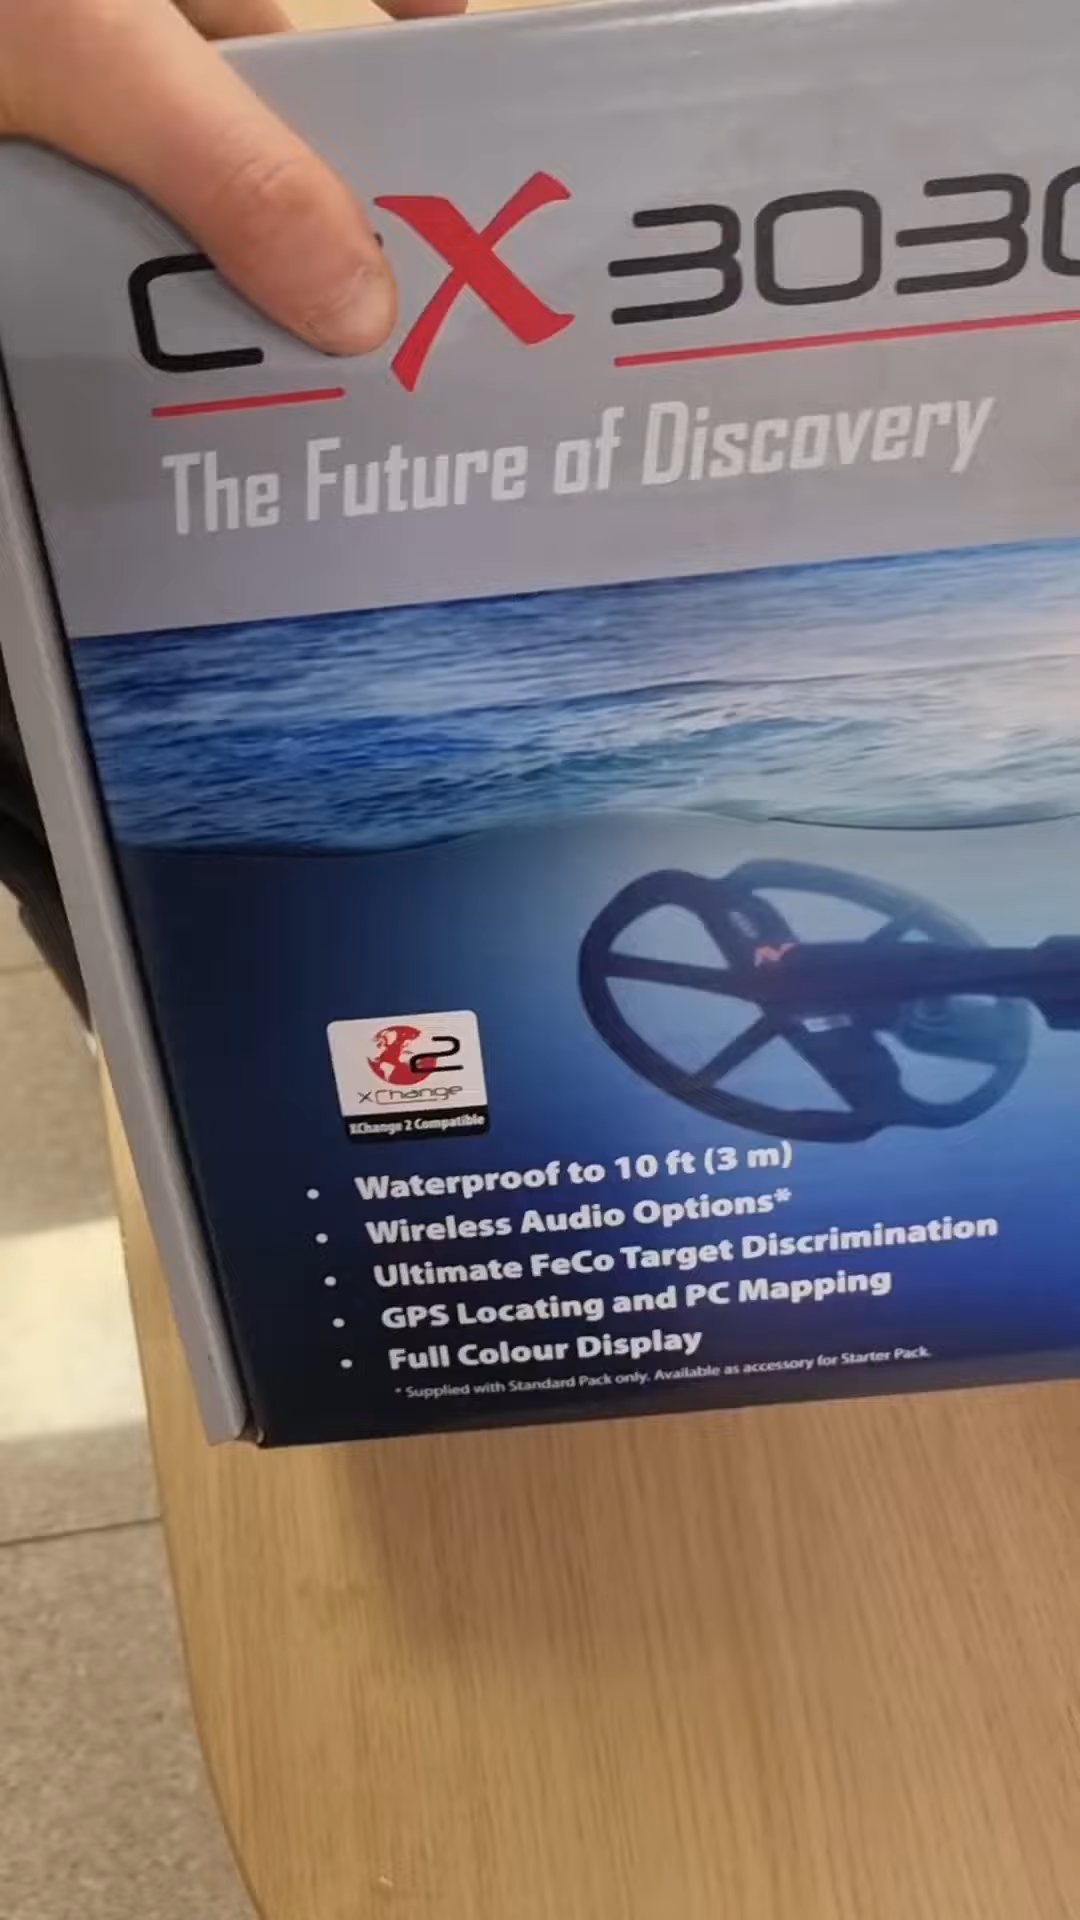 X 3030
The Future of Discovery
2
XChange
XChange 2 Compatible
• Waterproof to 10 ft (3 m)
• Wireless Audio Options*
• Ultimate FeCo Target Discrimination
• GPS Locating and PC Mapping
• Full Colour Display
* Supplied with Standard Pack only. Available as accessory for Starter Pack.